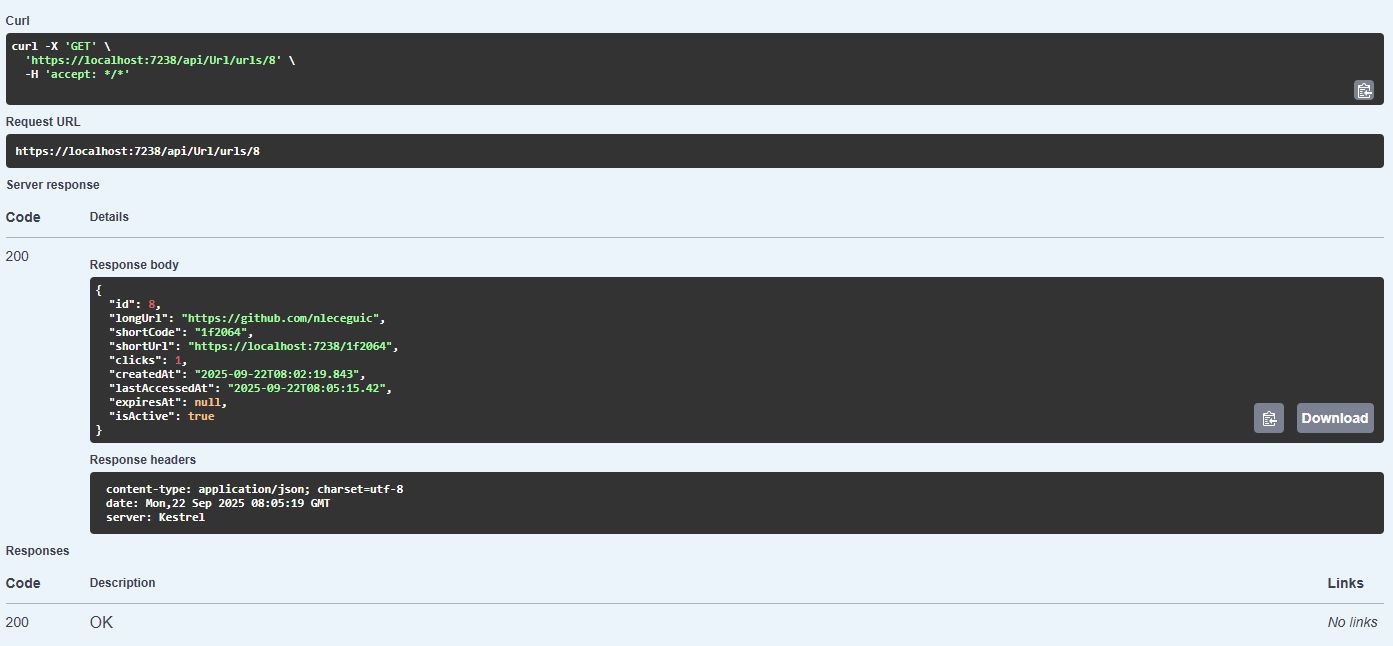 Curl
curl -X 'GET' \
  'https://localhost:7238/api/Url/urls/8' \
  -H 'accept: */*'
Request URL
https://localhost:7238/api/Url/urls/8
Server response
Code Details
200
Response body
{
  "id": 8,
  "longUrl": "https://github.com/nleceguic",
  "shortCode": "1f2064",
  "shortUrl": "https://localhost:7238/1f2064",
  "clicks": 1,
  "createdAt": "2025-09-22T08:02:19.843",
  "lastAccessedAt": "2025-09-22T08:05:15.42",
  "expiresAt": null,
  "isActive": true
}
Download
Response headers
content-type: application/json; charset=utf-8
date: Mon,22 Sep 2025 08:05:19 GMT
server: Kestrel
Responses
Code Description Links
200 OK No links